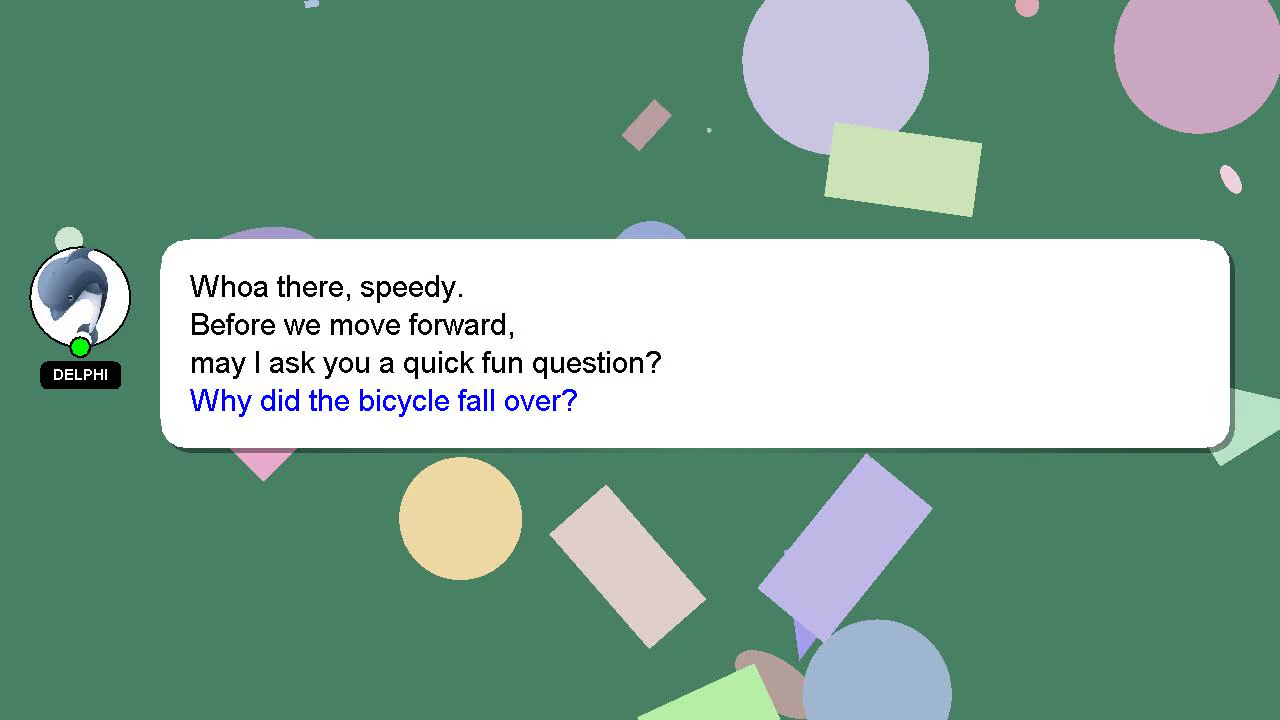 Whoa there, speedy.
Before we move forward,
may I ask you a quick fun question?
Why did the bicycle fall over?
DELPHI